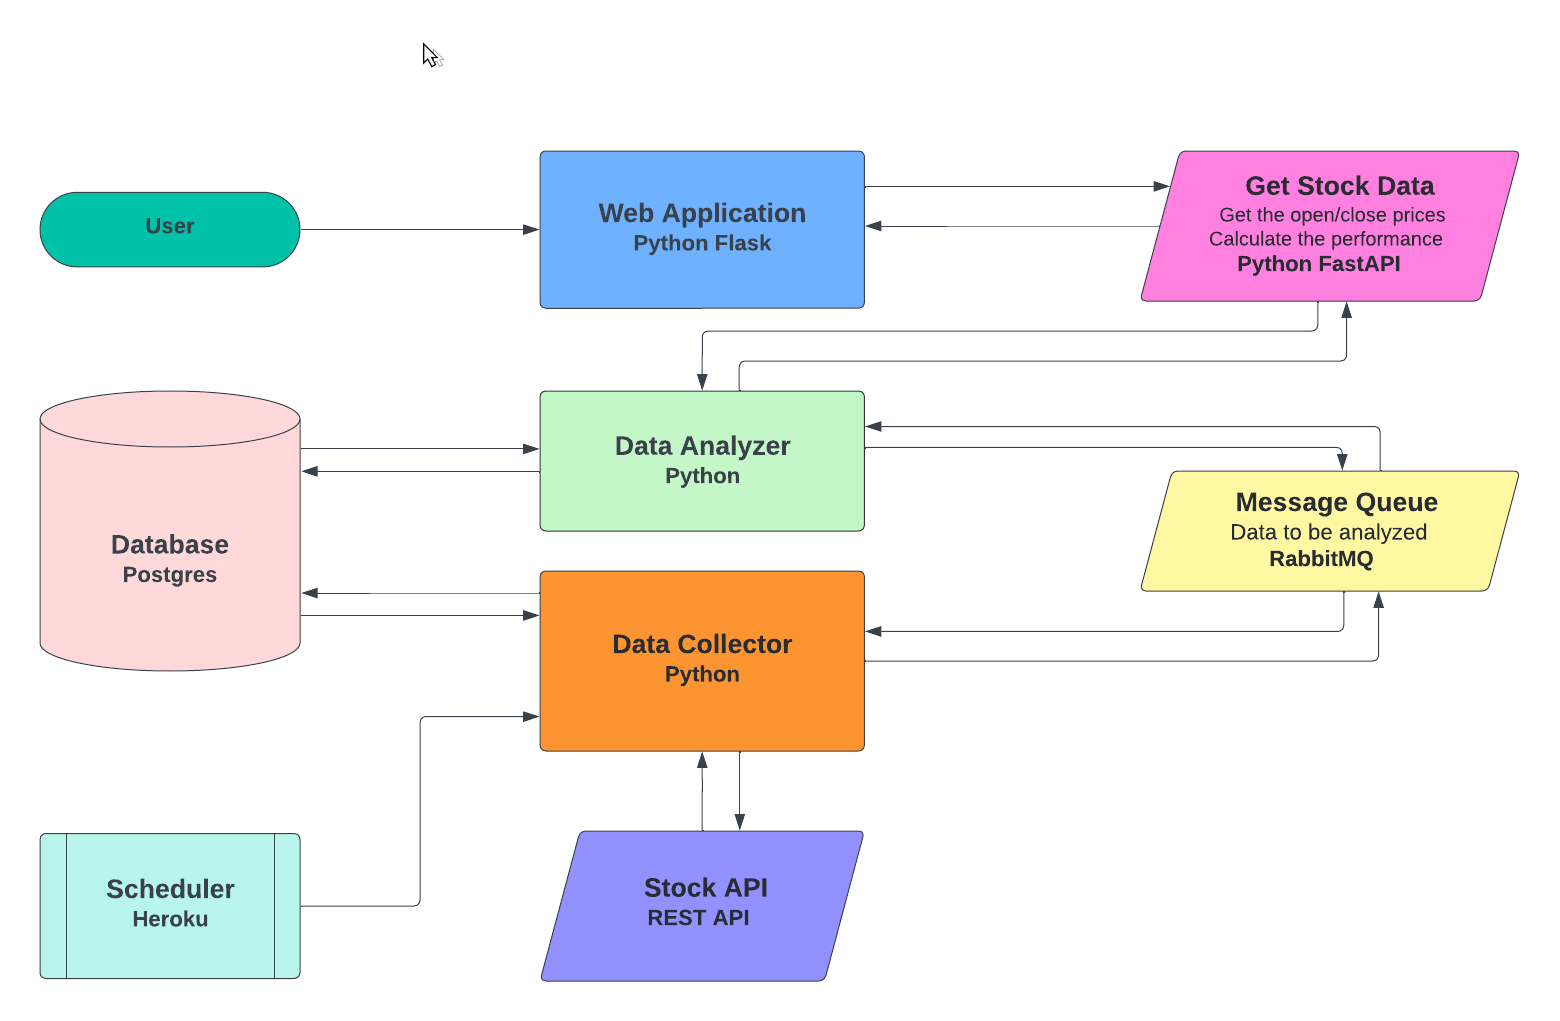 User
Web Application
Python Flask
Get Stock Data
Get the open/close prices
Calculate the performance
Python FastAPI
Database
Postgres
Data Analyzer
Python
Message Queue
Data to be analyzed
RabbitMQ
Data Collector
Python
Scheduler
Heroku
Stock API
REST API